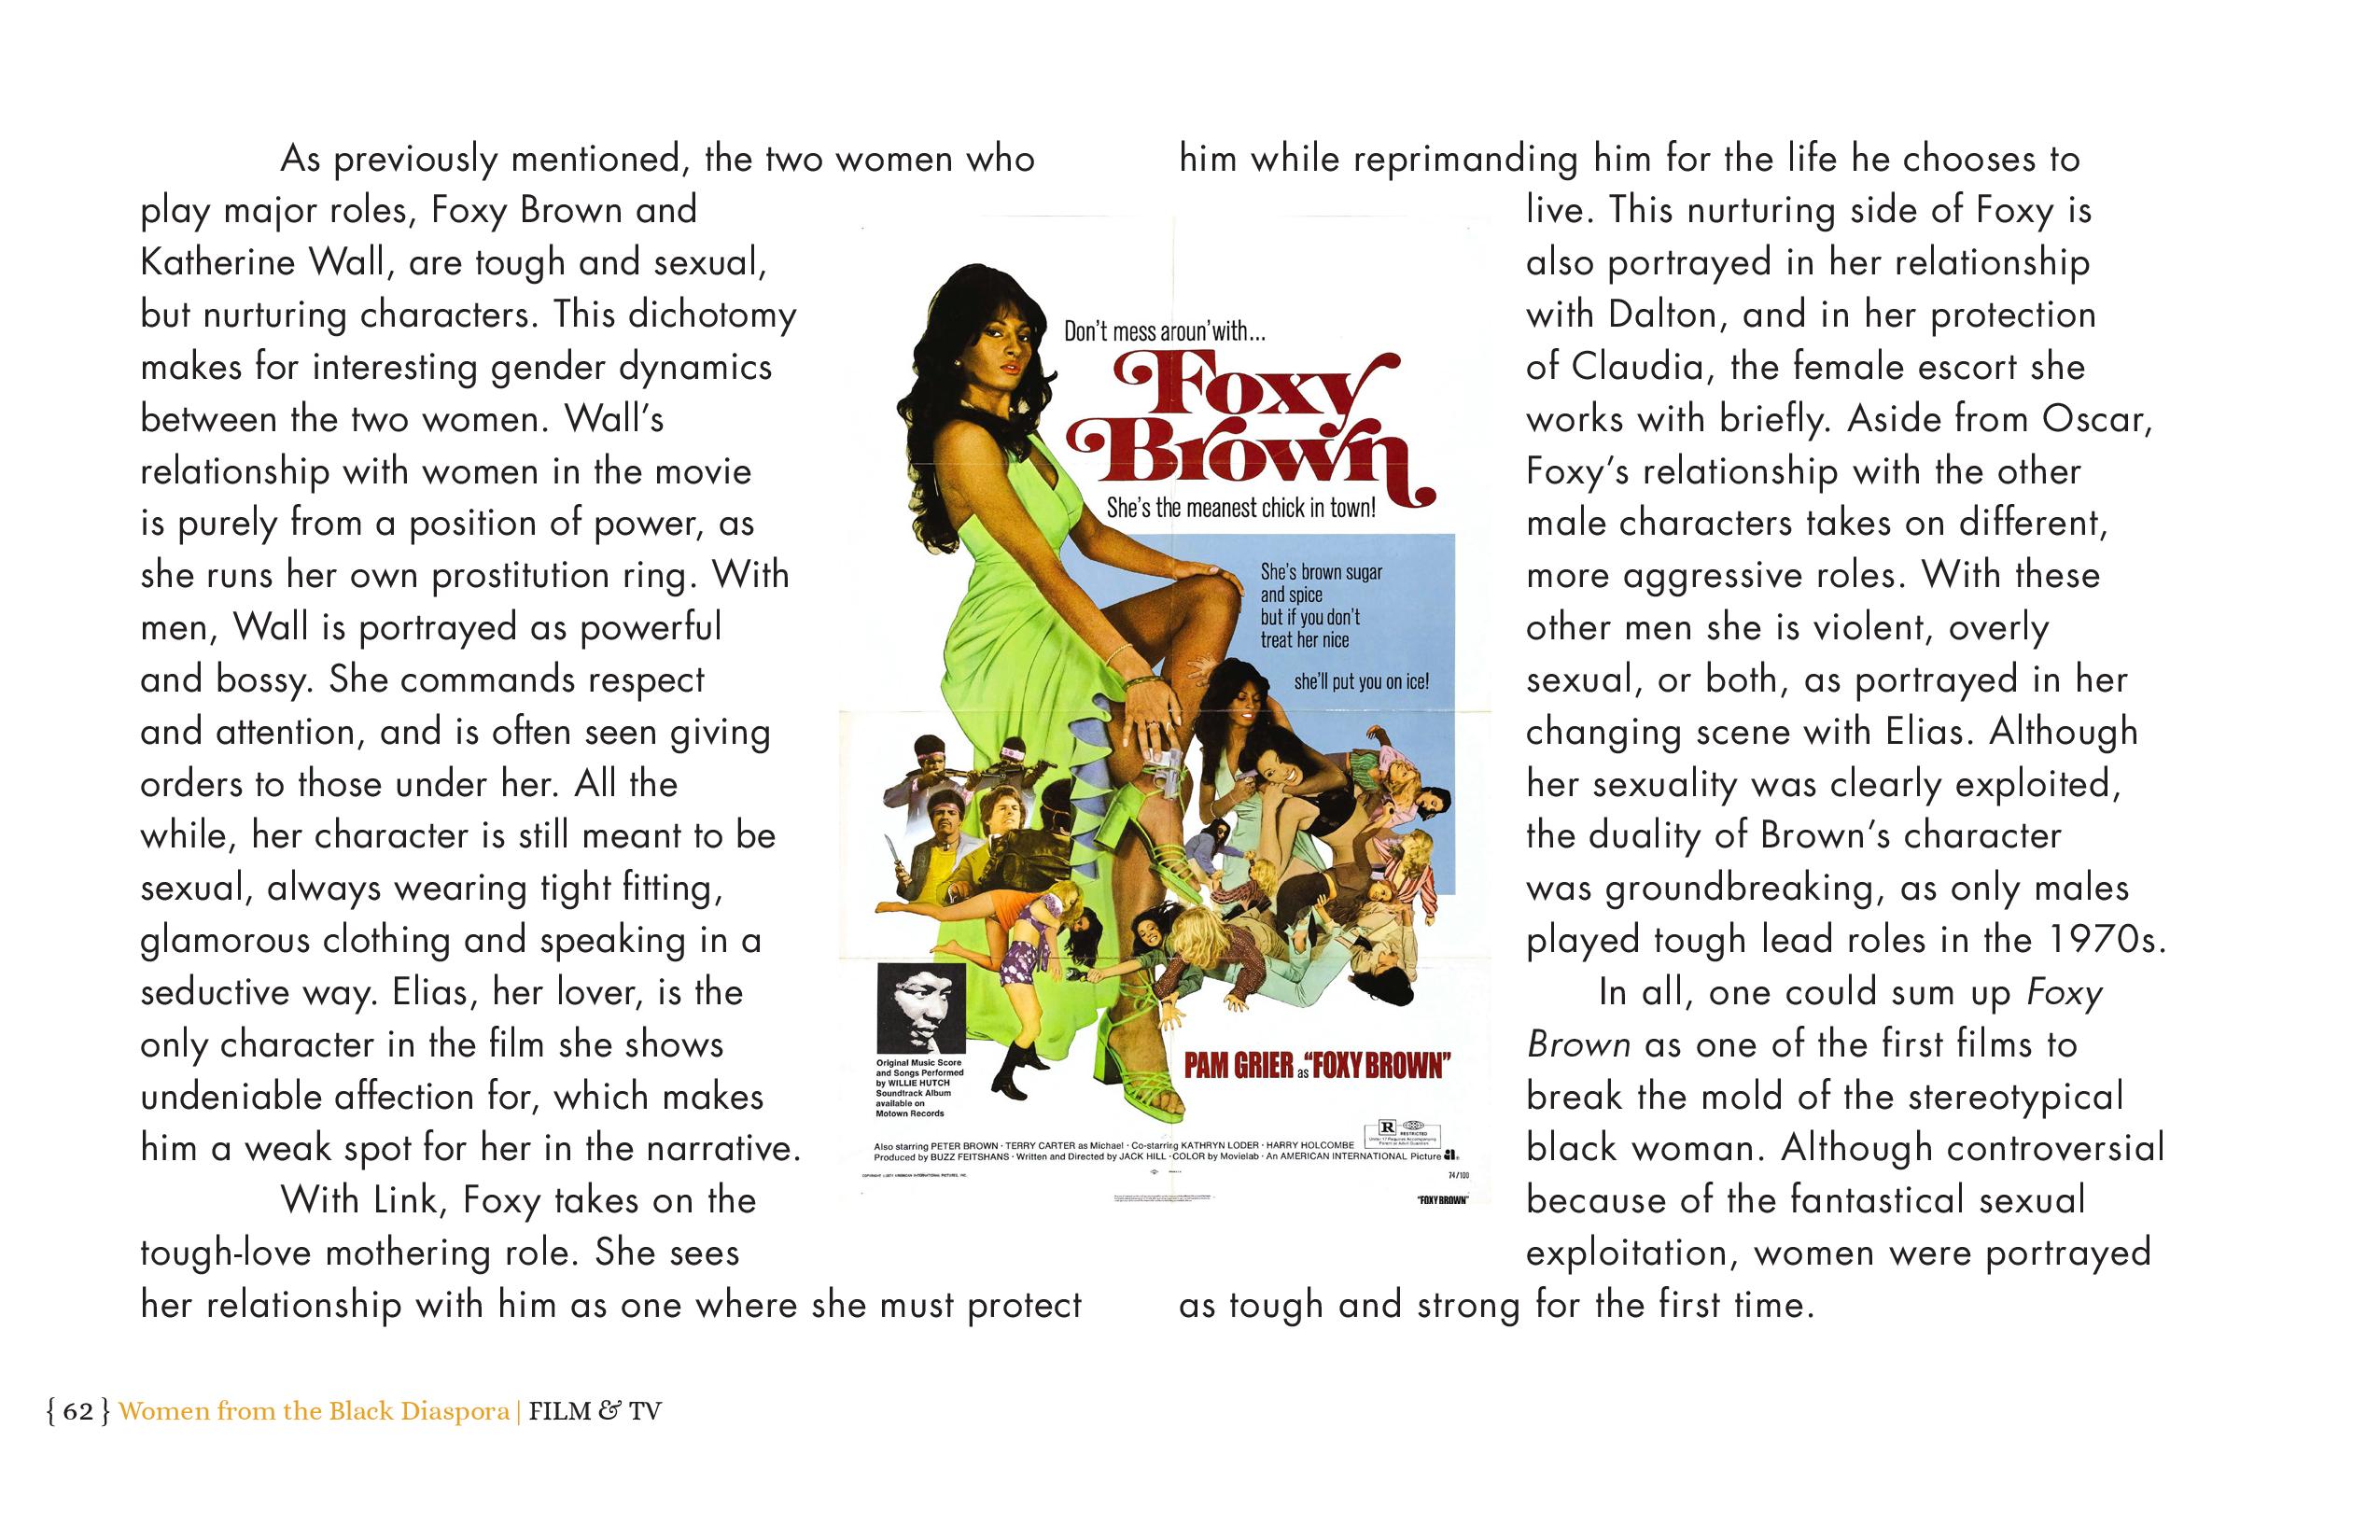 As previously mentioned, the two women who
play major roles, Foxy Brown and
Katherine Wall, are tough and sexual,
but nurturing characters. This dichotomy
makes for interesting gender dynamics
between the two women. Wall's
relationship with women in the movie
is purely from a position of power, as
she runs her own prostitution ring. With
men, Wall is portrayed as powerful
and bossy. She commands respect
and attention, and is often seen giving
orders to those under her. All the
while, her character is still meant to be
sexual, always wearing tight fitting,
glamorous clothing and speaking in a
seductive way. Elias, her lover, is the
only character in the film she shows
undeniable affection for, which makes
him a weak spot for her in the narrative.
With Link, Foxy takes on the
tough-love mothering role. She sees
her relationship with him as one where she must protect
Don't mess aroun' with...
Foxy
Brown
She's the meanest chick in town!
She's brown sugar
and spice
but if you don't
treat her nice
she'll put you on ice!
Original Music Score
and Songs Performed
by WILLIE HUTCH
Soundtrack Album
available on
Motown Records
PAM GRIER as "FOXY BROWN"
R RESTRICTED
Also starring PETER BROWN · TERRY CARTER as Michael · Co-starring KATHRYN LODER · HARRY HOLCOMBE
Produced by BUZZ FEITSHANS · Written and Directed by JACK HILL · COLOR by Movielab · An AMERICAN INTERNATIONAL Picture
74/100
"FOXY BROWN"
him while reprimanding him for the life he chooses to
live. This nurturing side of Foxy is
also portrayed in her relationship
with Dalton, and in her protection
of Claudia, the female escort she
works with briefly. Aside from Oscar,
Foxy's relationship with the other
male characters takes on different,
more aggressive roles. With these
other men she is violent, overly
sexual, or both, as portrayed in her
changing scene with Elias. Although
her sexuality was clearly exploited,
the duality of Brown's character
was groundbreaking, as only males
played tough lead roles in the 1970s.
In all, one could sum up Foxy
Brown as one of the first films to
break the mold of the stereotypical
black woman. Although controversial
because of the fantastical sexual
exploitation, women were portrayed
as tough and strong for the first time.
{ 62 } Women from the Black Diaspora | FILM & TV